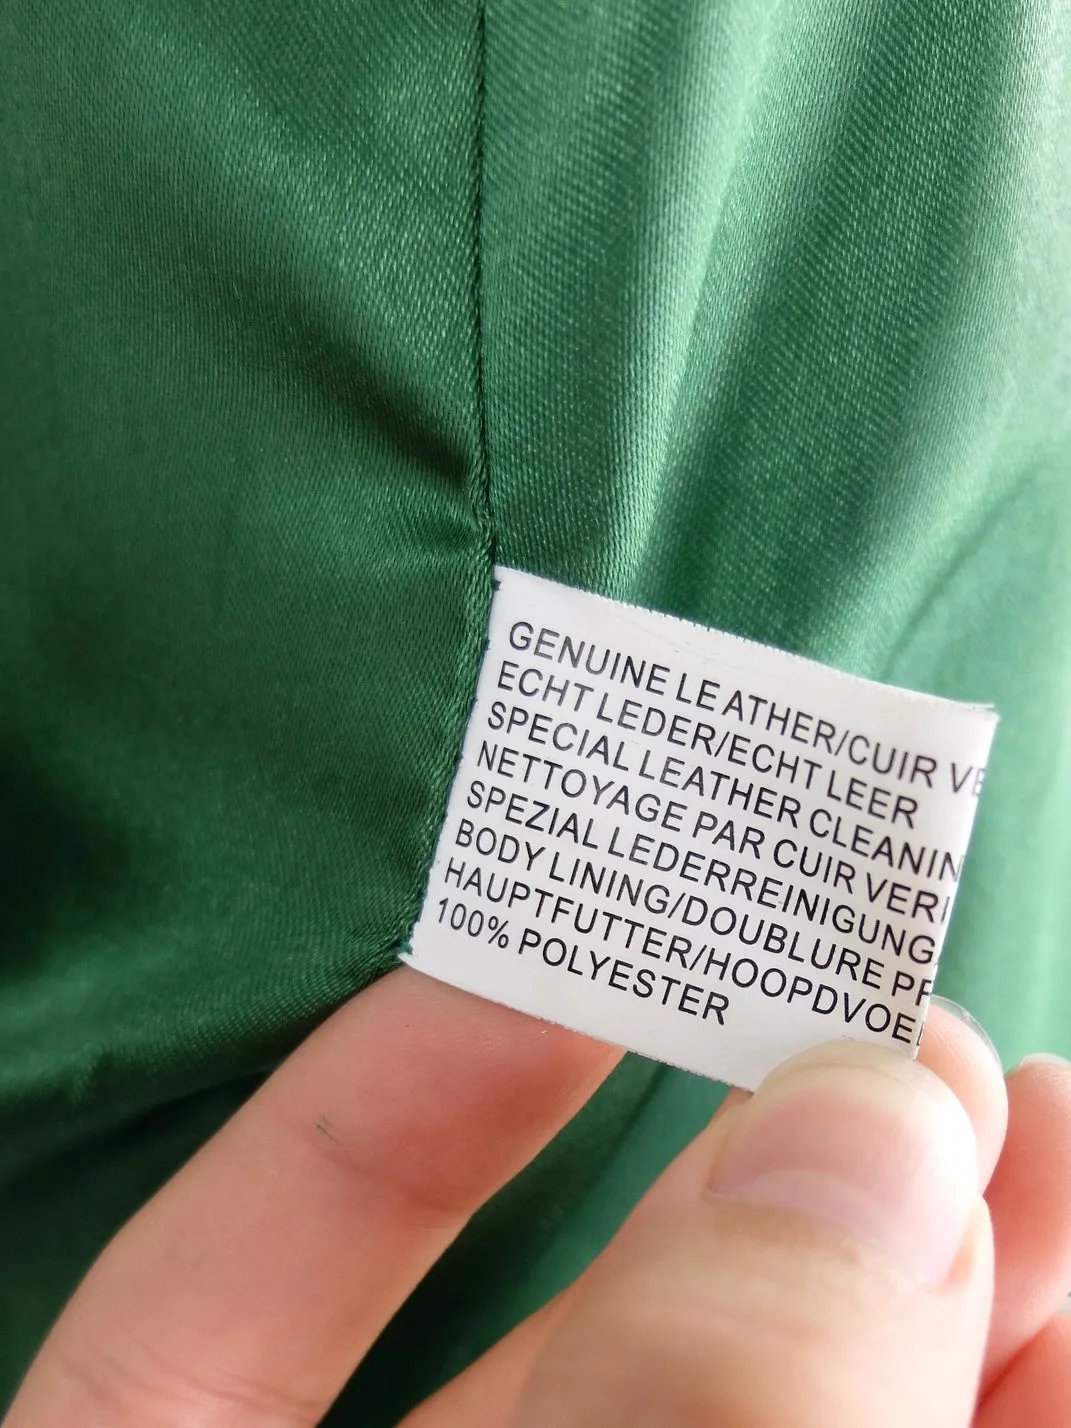 GENUINE LEATHER/CUIR VE
ECHT LEDER/ECHT LEER
SPECIAL LEATHER CLEANIN
NETTOYAGE PAR CUIR VERI
SPEZIAL LEDERREINIGUNG
BODY LINING/DOUBLURE PR
HAUPTFUTTER/HOOPDVOE
100% POLYESTER